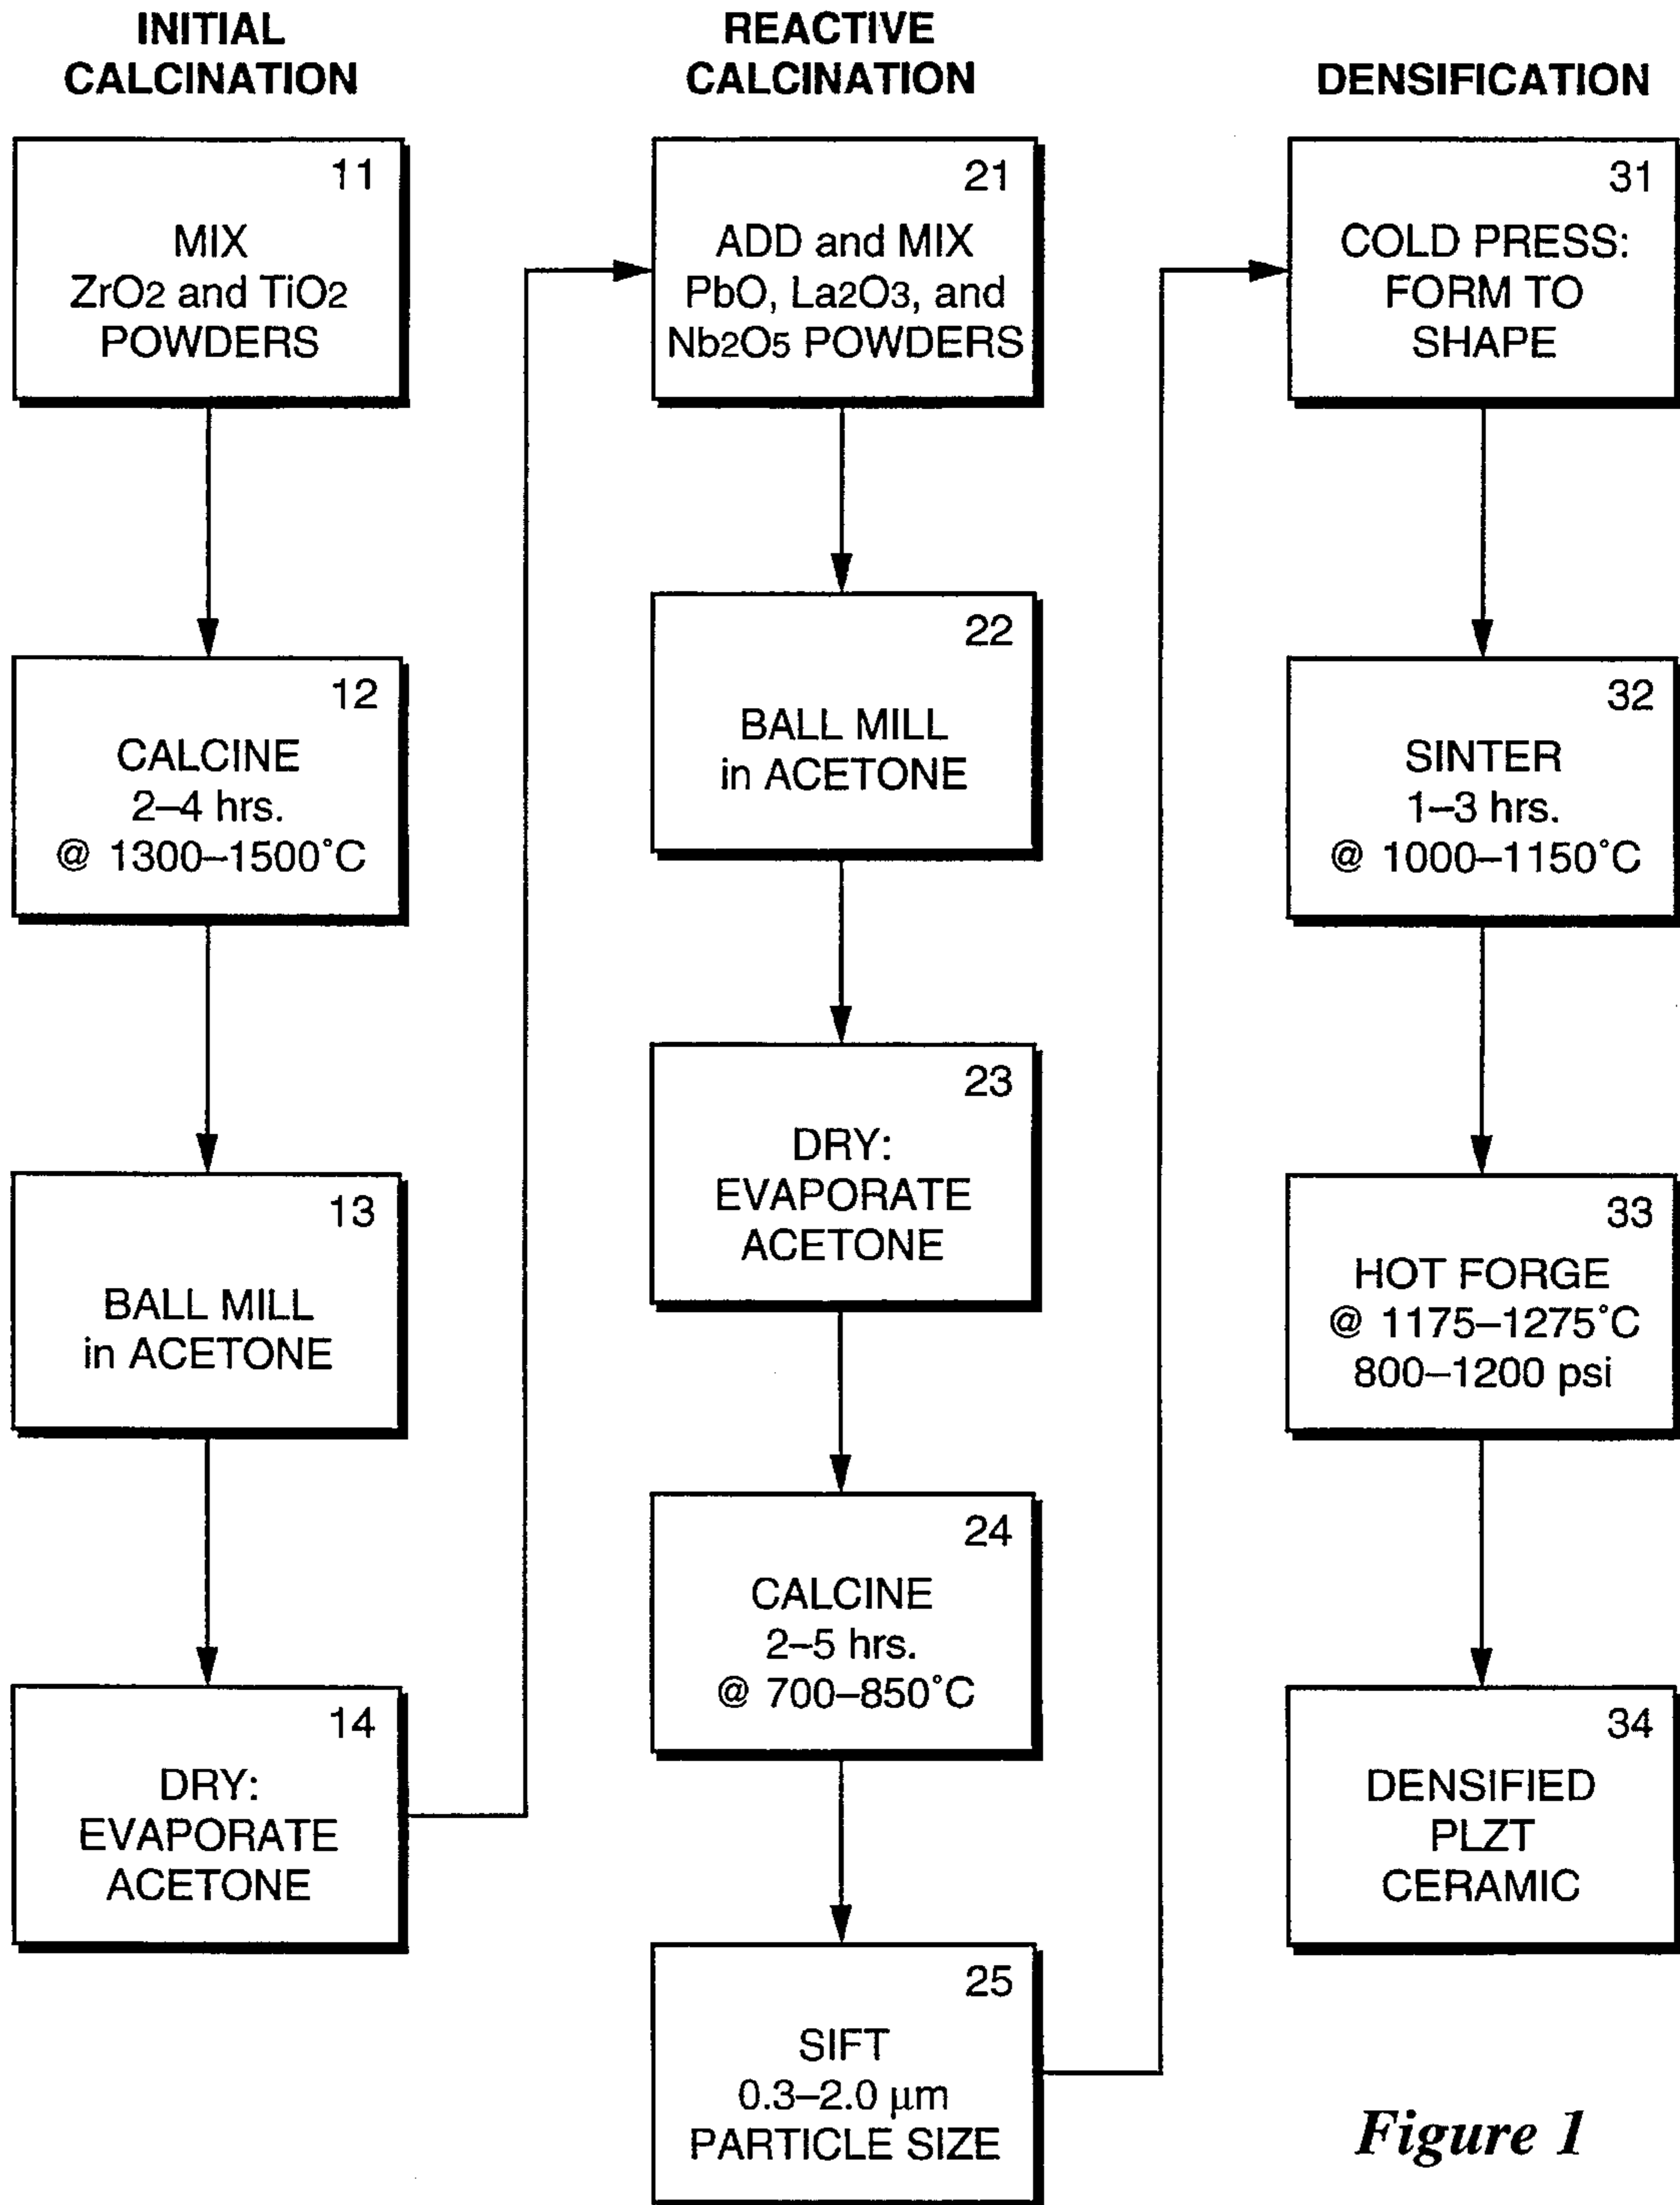 INITIAL
CALCINATION
11
MIX
ZrO2 and TiO2
POWDERS
12
CALCINE
2–4 hrs.
@ 1300–1500°C
13
BALL MILL
in ACETONE
14
DRY:
EVAPORATE
ACETONE
REACTIVE
CALCINATION
21
ADD and MIX
PbO, La2O3, and
Nb2O5 POWDERS
22
BALL MILL
in ACETONE
23
DRY:
EVAPORATE
ACETONE
24
CALCINE
2–5 hrs.
@ 700–850°C
25
SIFT
0.3–2.0 µm
PARTICLE SIZE
DENSIFICATION
31
COLD PRESS:
FORM TO
SHAPE
32
SINTER
1–3 hrs.
@ 1000–1150°C
33
HOT FORGE
@ 1175–1275°C
800–1200 psi
34
DENSIFIED
PLZT
CERAMIC
Figure 1